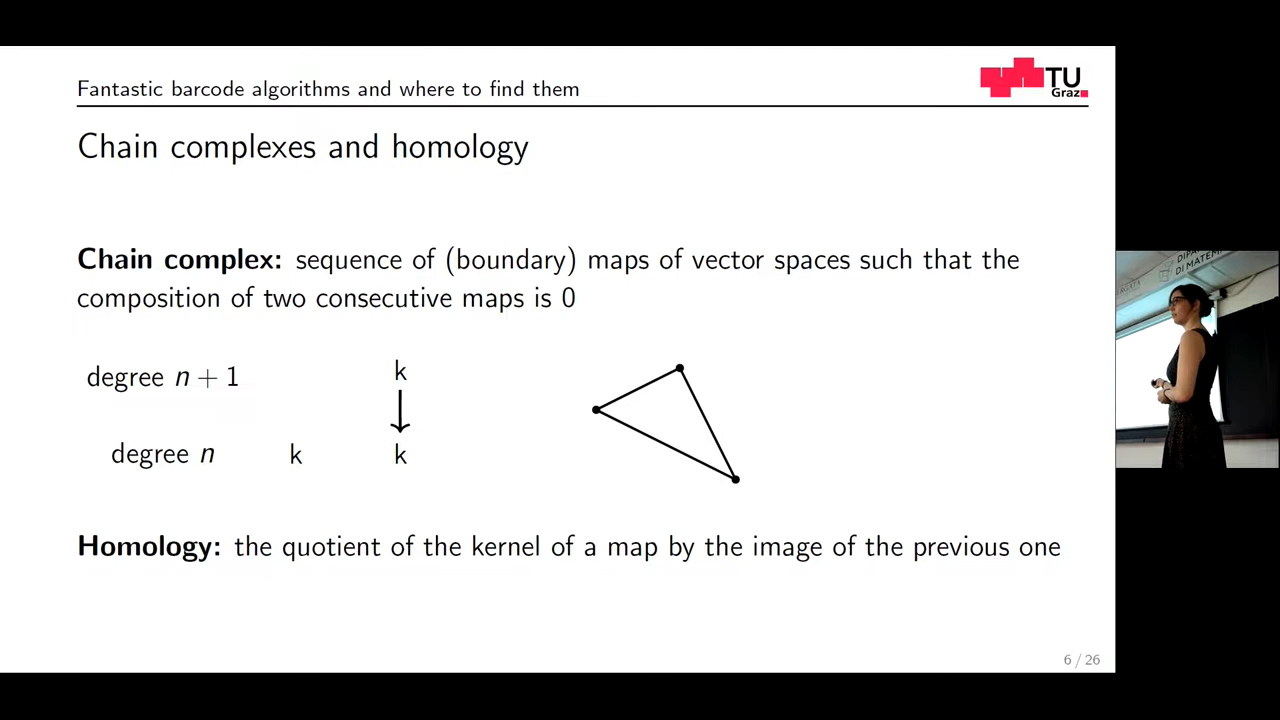 Fantastic barcode algorithms and where to find them
TU
Graz
Chain complexes and homology
Chain complex: sequence of (boundary) maps of vector spaces such that the
composition of two consecutive maps is 0
degree n + 1 k
degree n k k
Homology: the quotient of the kernel of a map by the image of the previous one
6 / 26
DI MATEM